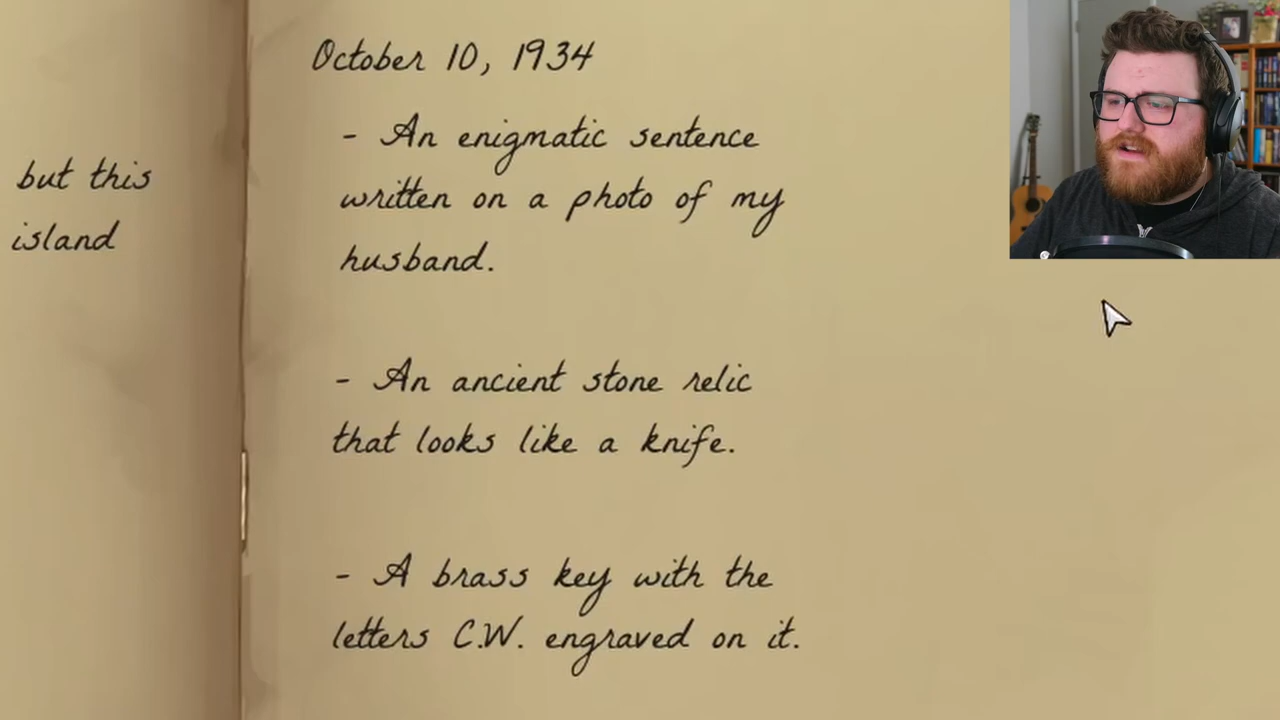 but this
island
October 10, 1934
- An enigmatic sentence
written on a photo of my
husband.
- An ancient stone relic
that looks like a knife.
- A brass key with the
letters C.W. engraved on it.